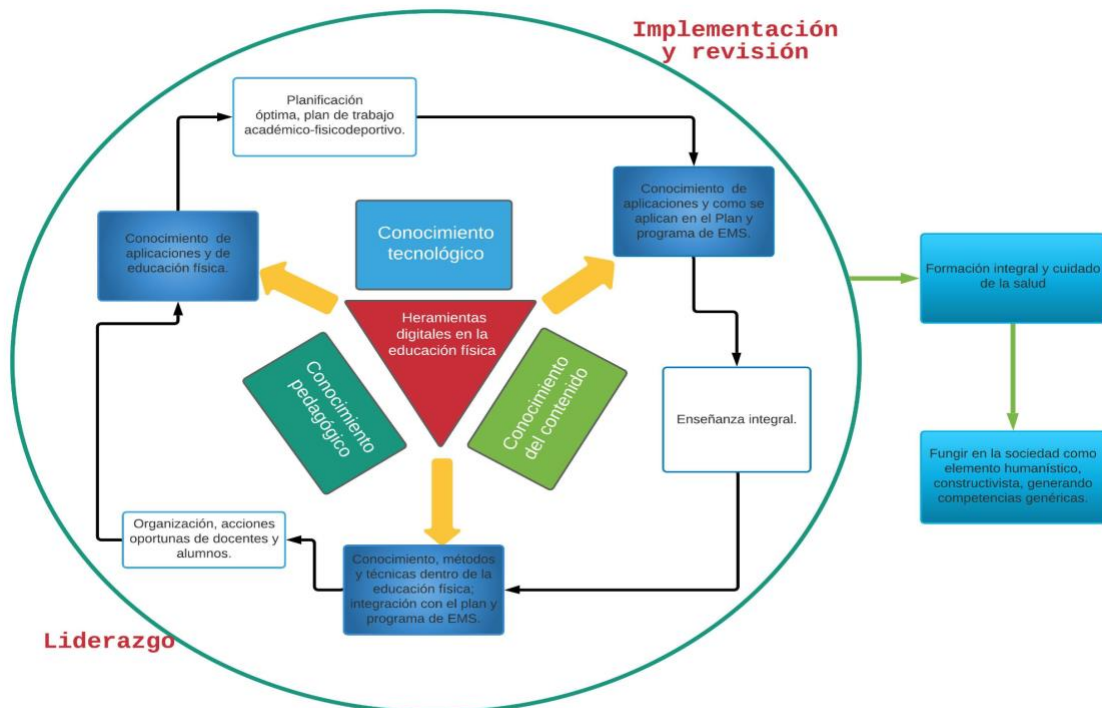 Implementación
y revisión
Planificación
óptima, plan de trabajo
académico-fisicodeportivo.
Conocimiento de
aplicaciones y como se
aplican en el Plan y
programa de EMS.
Conocimiento
tecnológico
Conocimiento de
aplicaciones y de
educación física.
Formación integral y cuidado
de la salud
Heramientas
digitales en la
educación física
Conocimiento
pedagógico
Conocimiento
del contenido
Enseñanza integral.
Fungir en la sociedad como
elemento humanístico,
constructivista, generando
competencias genéricas.
Organización, acciones
oportunas de docentes y
alumnos.
Conocimiento, métodos
y técnicas dentro de la
educación física;
integración con el plan y
programa de EMS.
Liderazgo